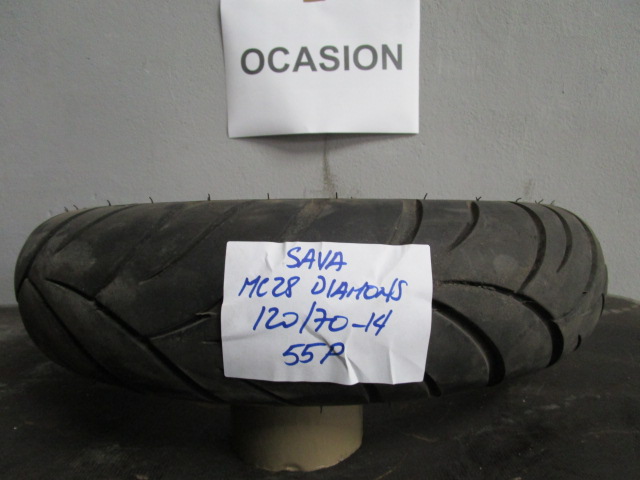 OCASION
SAVA
MC28 DIAMONS
120/70-14
55P